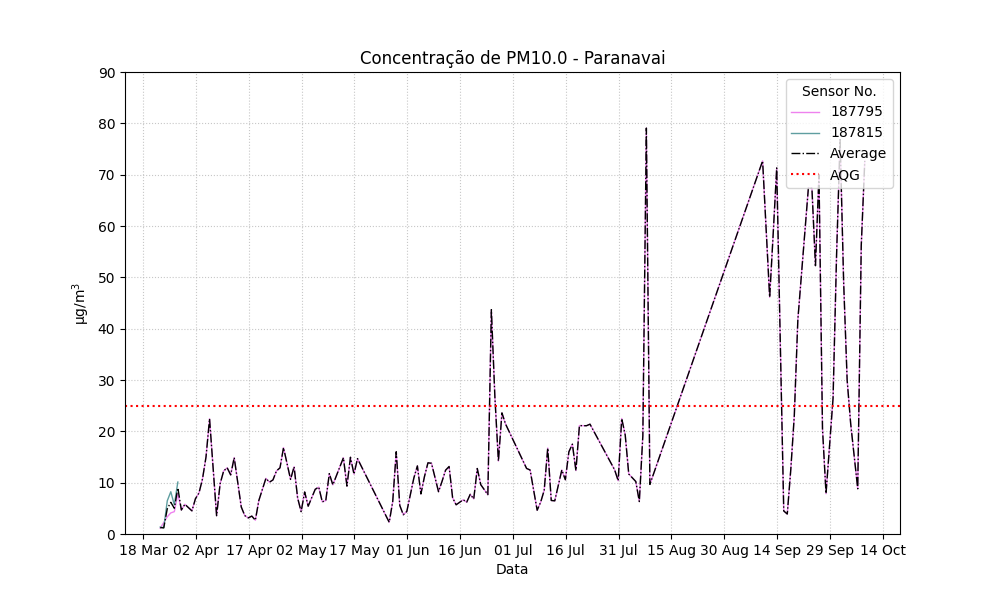 Concentração de PM10.0 - Paranavai
Sensor No.
187795
187815
Average
AQG
90
80
70
60
50
40
30
20
10
0
µg/m³
18 Mar 02 Apr 17 Apr 02 May 17 May 01 Jun 16 Jun 01 Jul 16 Jul 31 Jul 15 Aug 30 Aug 14 Sep 29 Sep 14 Oct
Data